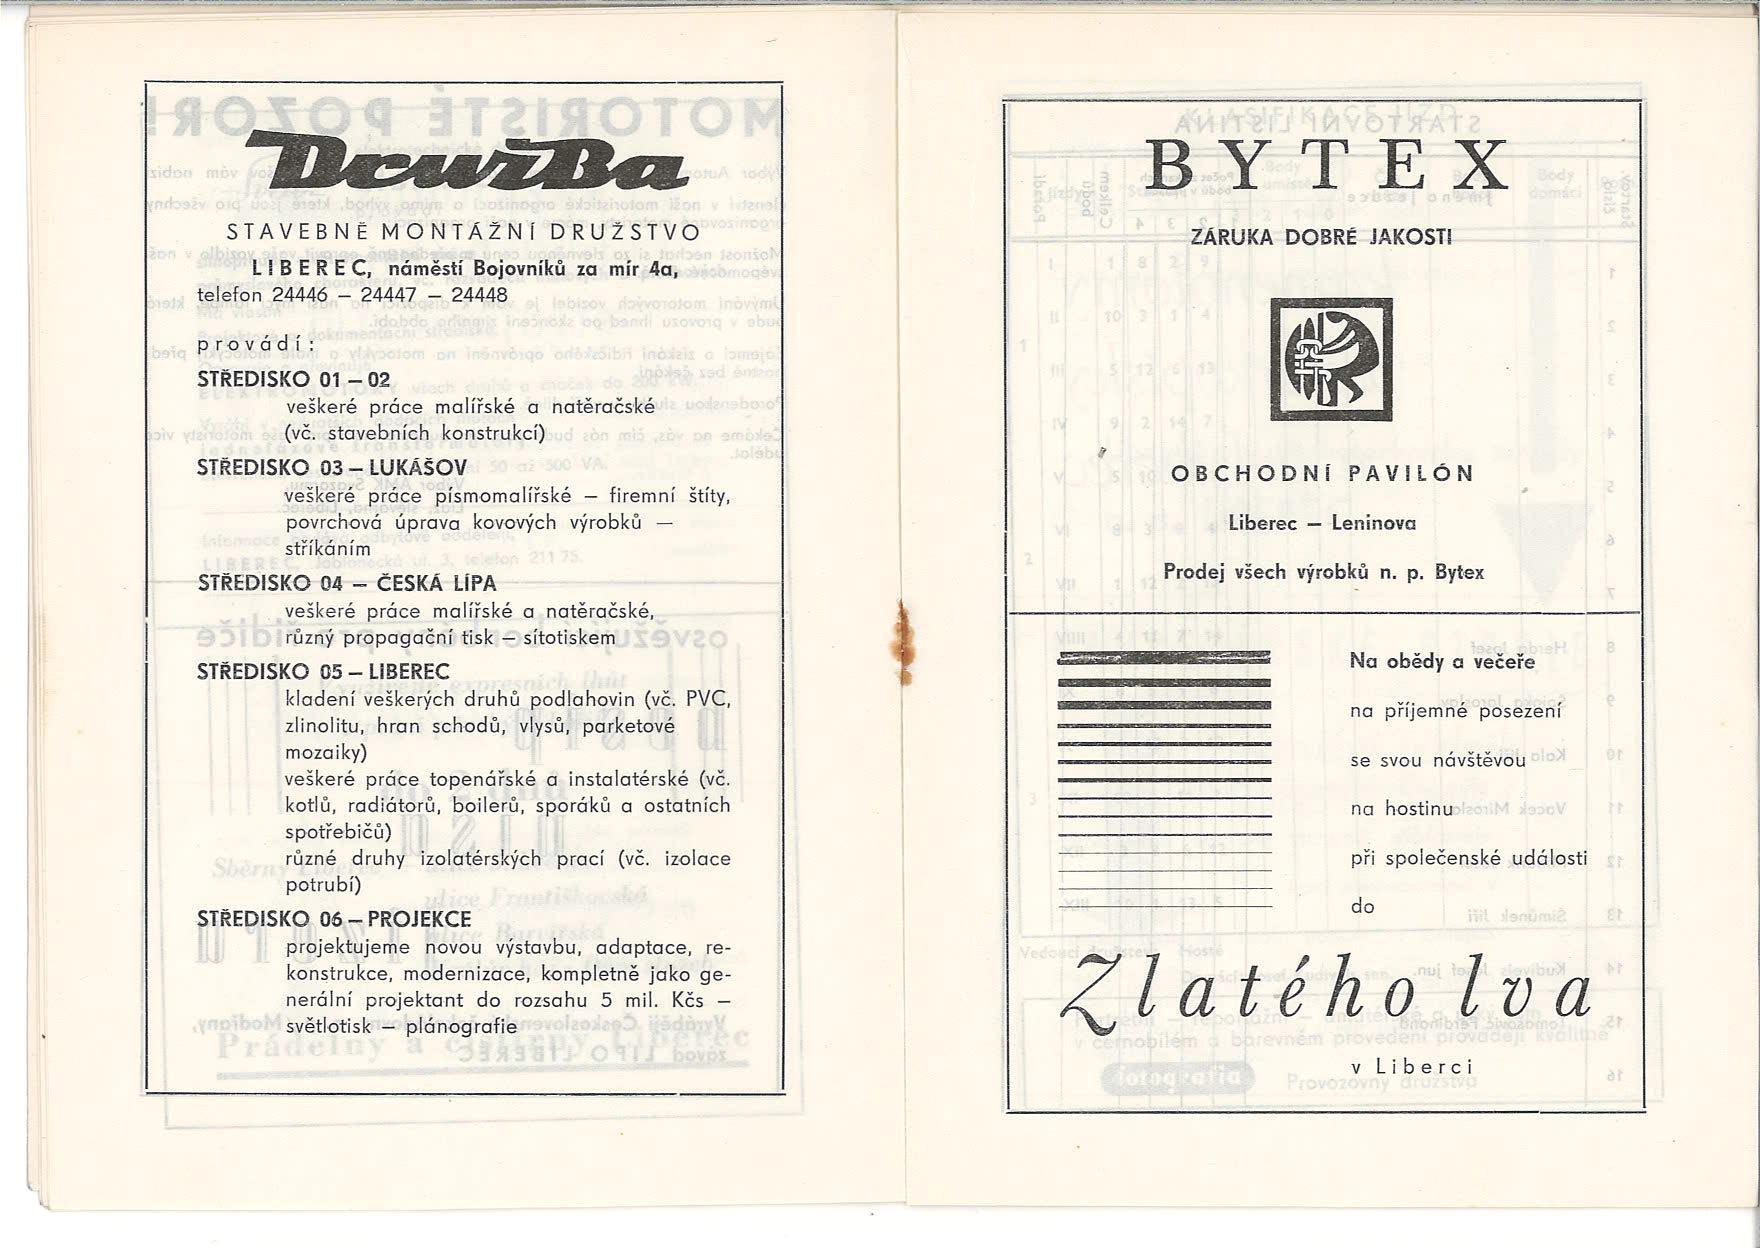 DružBa
STAVEBNĚ MONTÁŽNÍ DRUŽSTVO
LIBEREC, náměstí Bojovníků za mír 4a,
telefon 24446 – 24447 – 24448
provádí:
STŘEDISKO 01 – 02
veškeré práce malířské a natěračské
(vč. stavebních konstrukcí)
STŘEDISKO 03 – LUKÁŠOV
veškeré práce písmomalířské – firemní štíty,
povrchová úprava kovových výrobků –
stříkáním
STŘEDISKO 04 – ČESKÁ LÍPA
veškeré práce malířské a natěračské,
různý propagační tisk – sítotiskem
STŘEDISKO 05 – LIBEREC
kladení veškerých druhů podlahovin (vč. PVC,
zlinolitu, hran schodů, vlysů, parketové
mozaiky)
veškeré práce topenářské a instalatérské (vč.
kotlů, radiátorů, boilerů, sporáků a ostatních
spotřebičů)
různé druhy izolatérských prací (vč. izolace
potrubí)
STŘEDISKO 06 – PROJEKCE
projektujeme novou výstavbu, adaptace, re-
konstrukce, modernizace, kompletně jako ge-
nerální projektant do rozsahu 5 mil. Kčs –
světlotisk – plánografie
BYTEX
ZÁRUKA DOBRÉ JAKOSTI
OBCHODNÍ PAVILÓN
Liberec – Leninova
Prodej všech výrobků n. p. Bytex
Na obědy a večeře
na příjemné posezení
se svou návštěvou
na hostinu
při společenské události
do
Zlatého lva
v Liberci